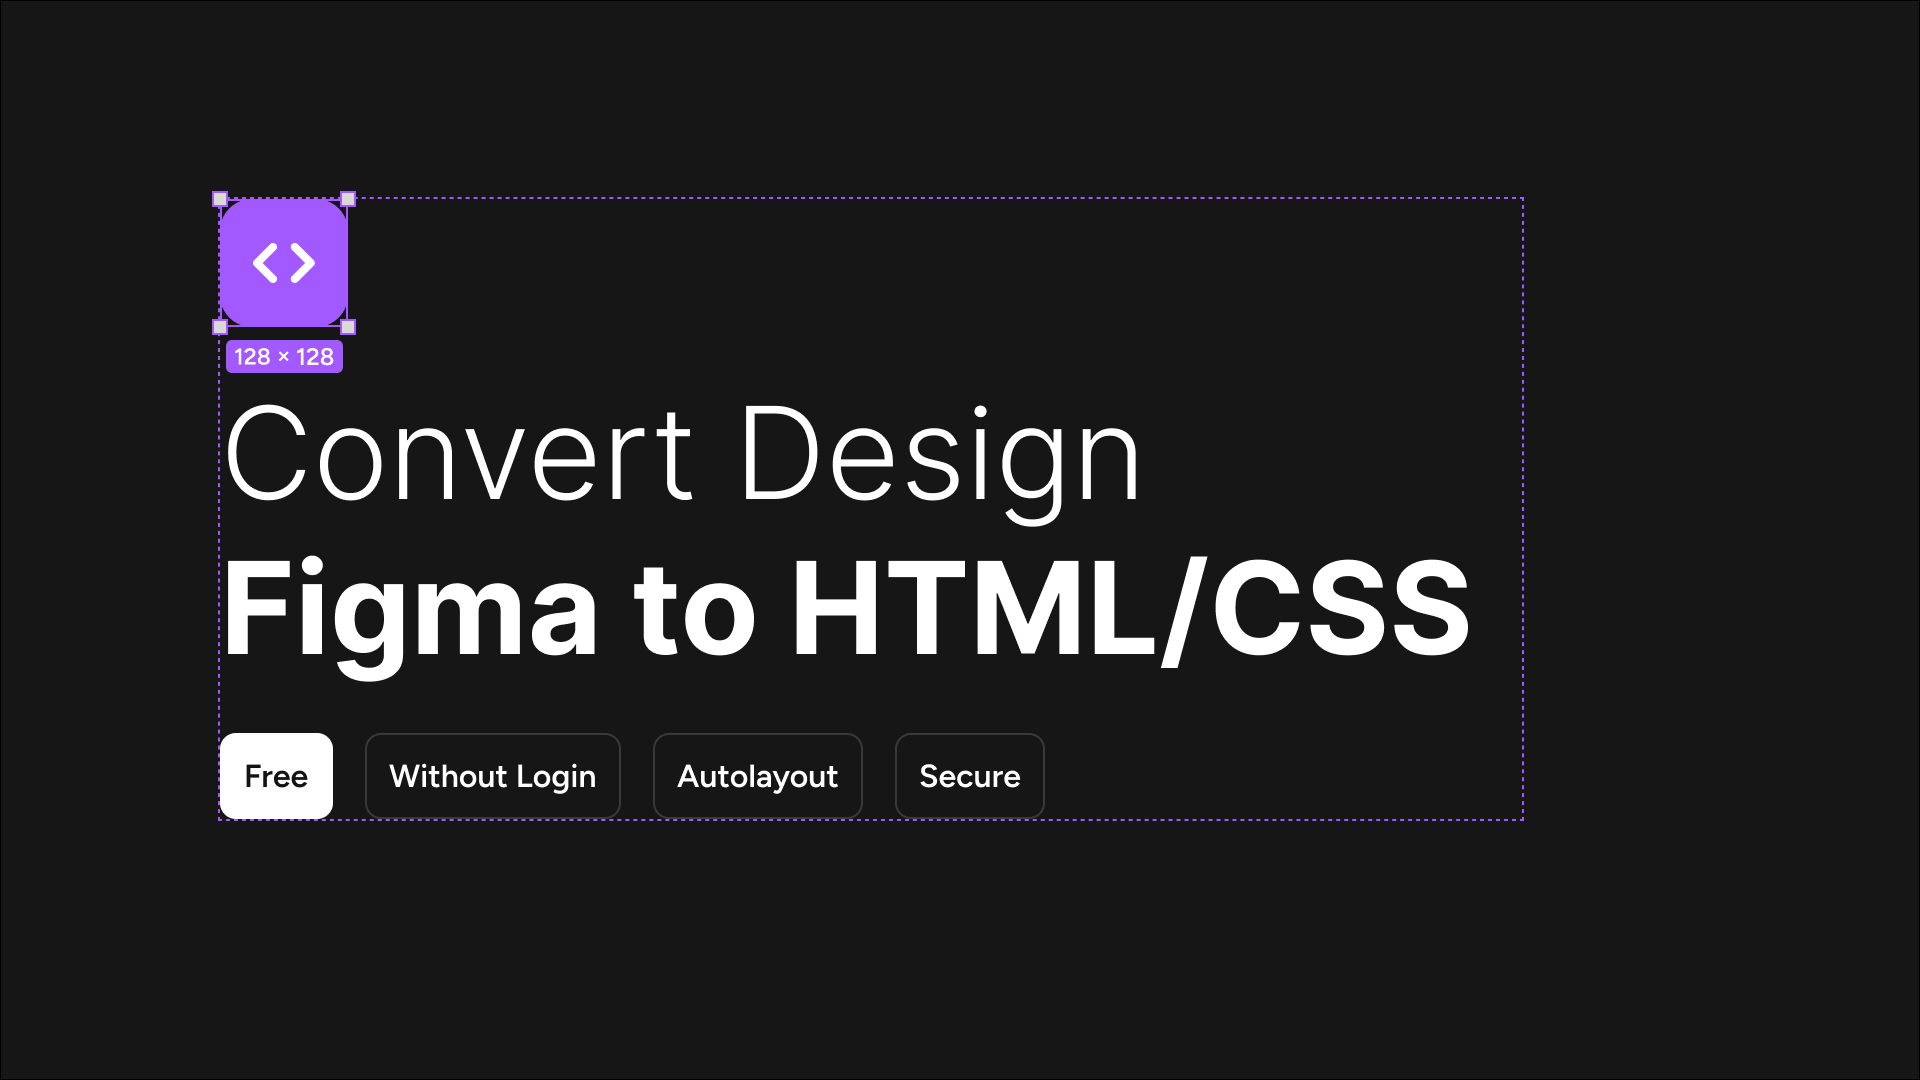 128 × 128
Convert Design
Figma to HTML/CSS
Free
Without Login
Autolayout
Secure